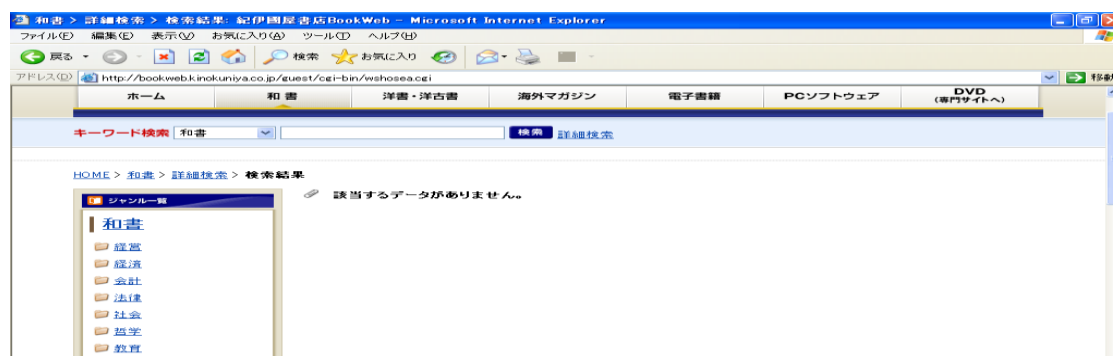 和書 > 詳細検索 > 検索結果: 紀伊國屋書店BookWeb - Microsoft Internet Explorer
ファイル(F) 編集(E) 表示(V) お気に入り(A) ツール(T) ヘルプ(H)
戻る 検索 お気に入り
アドレス(D) http://bookweb.kinokuniya.co.jp/guest/cgi-bin/wshosea.cgi 移動
ホーム 和書 洋書・洋古書 海外マガジン 電子書籍 PCソフトウェア DVD
(専門サイトへ)
キーワード検索 和書 検索 詳細検索
HOME > 和書 > 詳細検索 > 検索結果
ジャンル一覧 該当するデータがありません。
和書
経営
経済
会計
法律
社会
哲学
教育